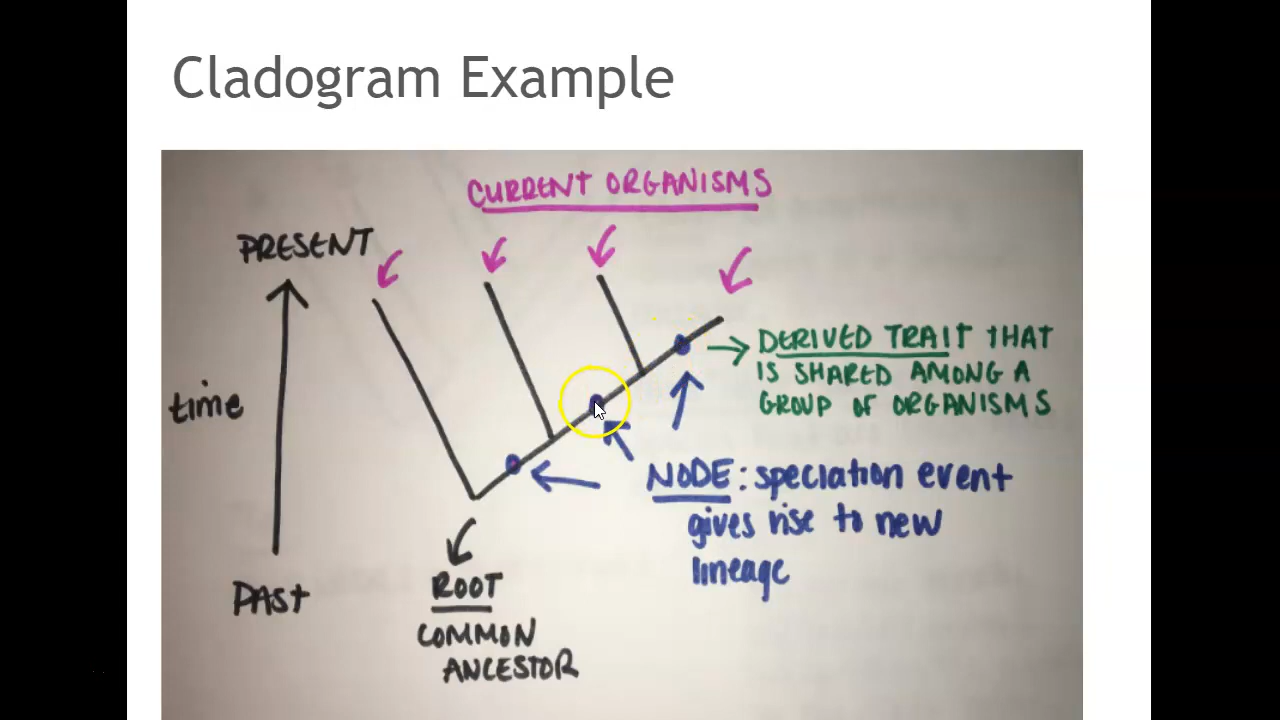 Cladogram Example
CURRENT ORGANISMS
PRESENT
time
PAST
DERIVED TRAIT THAT
IS SHARED AMONG A
GROUP OF ORGANISMS
NODE: speciation event
gives rise to new
lineage
ROOT
COMMON
ANCESTOR